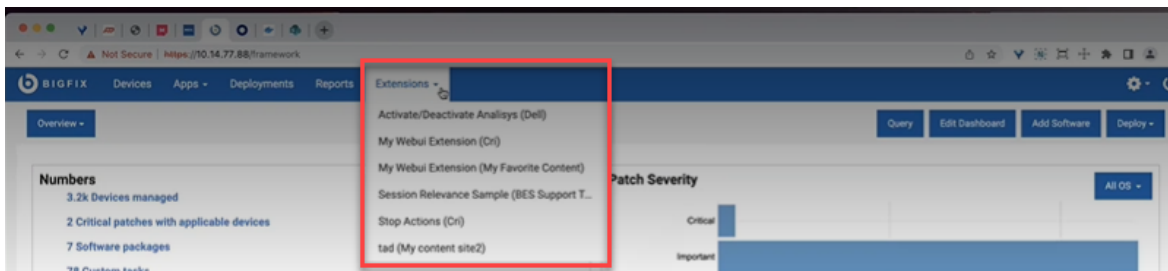 Not Secure | https://10.14.77.88/framework
BIGFIX Devices Apps Deployments Reports Extensions
Overview
Activate/Deactivate Analisys (Dell)
Query Edit Dashboard Add Software Deploy
My Webui Extension (Cri)
My Webui Extension (My Favorite Content)
Numbers
Patch Severity
All OS
3.2k Devices managed
Session Relevance Sample (BES Support T...
2 Critical patches with applicable devices
Stop Actions (Cri)
Critical
7 Software packages
tad (My content site2)
Important
78 Custom tasks